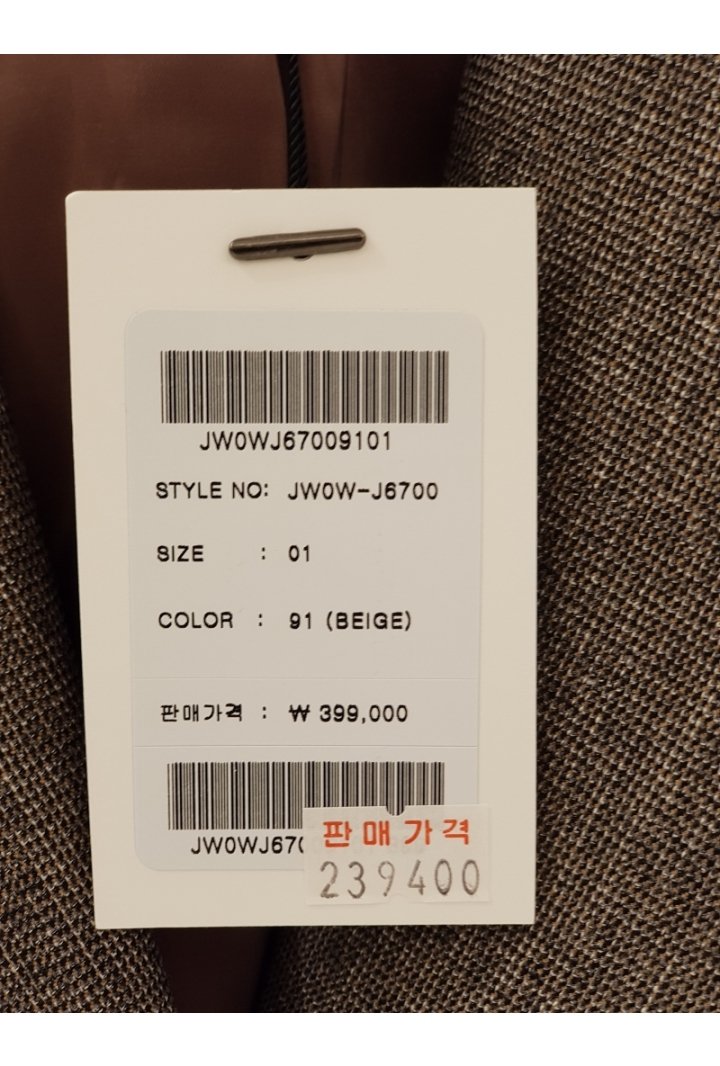 JW0WJ67009101
STYLE NO: JW0W-J6700
SIZE : 01
COLOR : 91 (BEIGE)
판매가격 : ₩ 399,000
JW0WJ670
판매가격
239400